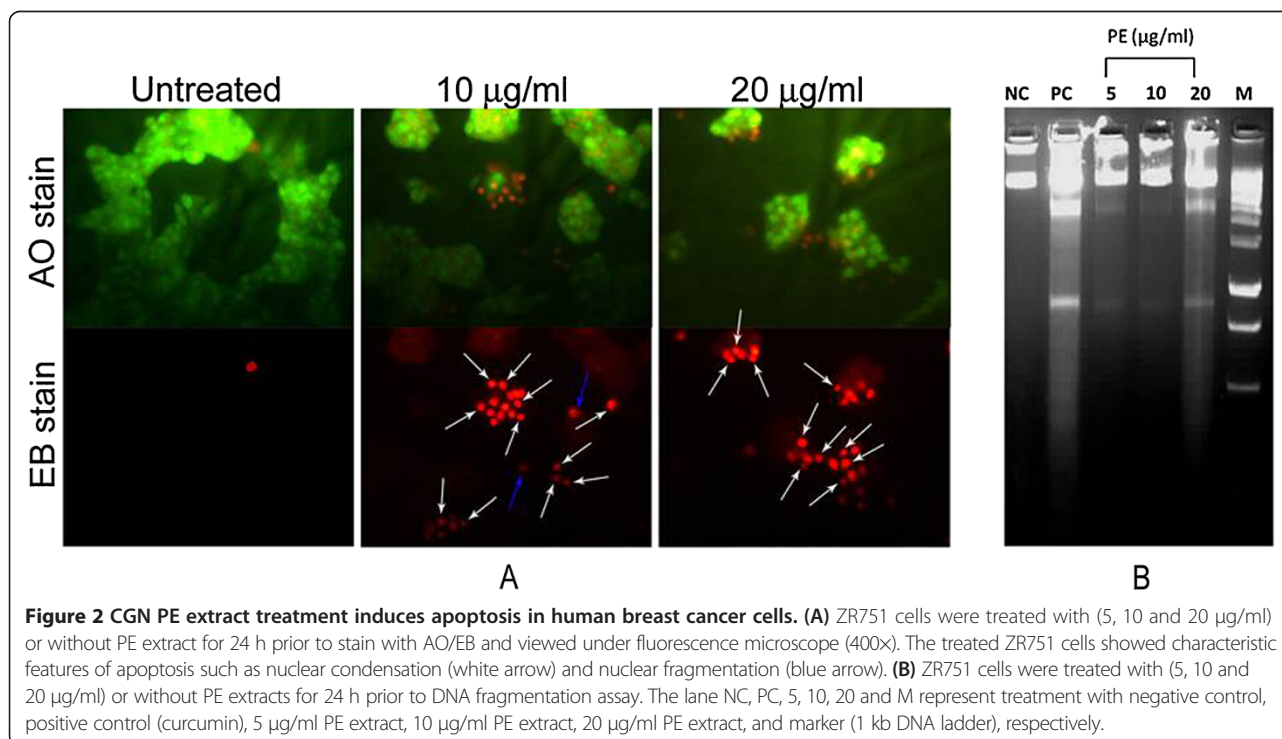 PE (μg/ml)
Untreated 10 μg/ml 20 μg/ml
NC PC 5 10 20 M
AO stain
EB stain
A
B
Figure 2 CGN PE extract treatment induces apoptosis in human breast cancer cells. (A) ZR751 cells were treated with (5, 10 and 20 μg/ml)
or without PE extract for 24 h prior to stain with AO/EB and viewed under fluorescence microscope (400×). The treated ZR751 cells showed characteristic
features of apoptosis such as nuclear condensation (white arrow) and nuclear fragmentation (blue arrow). (B) ZR751 cells were treated with (5, 10 and
20 μg/ml) or without PE extracts for 24 h prior to DNA fragmentation assay. The lane NC, PC, 5, 10, 20 and M represent treatment with negative control,
positive control (curcumin), 5 μg/ml PE extract, 10 μg/ml PE extract, 20 μg/ml PE extract, and marker (1 kb DNA ladder), respectively.